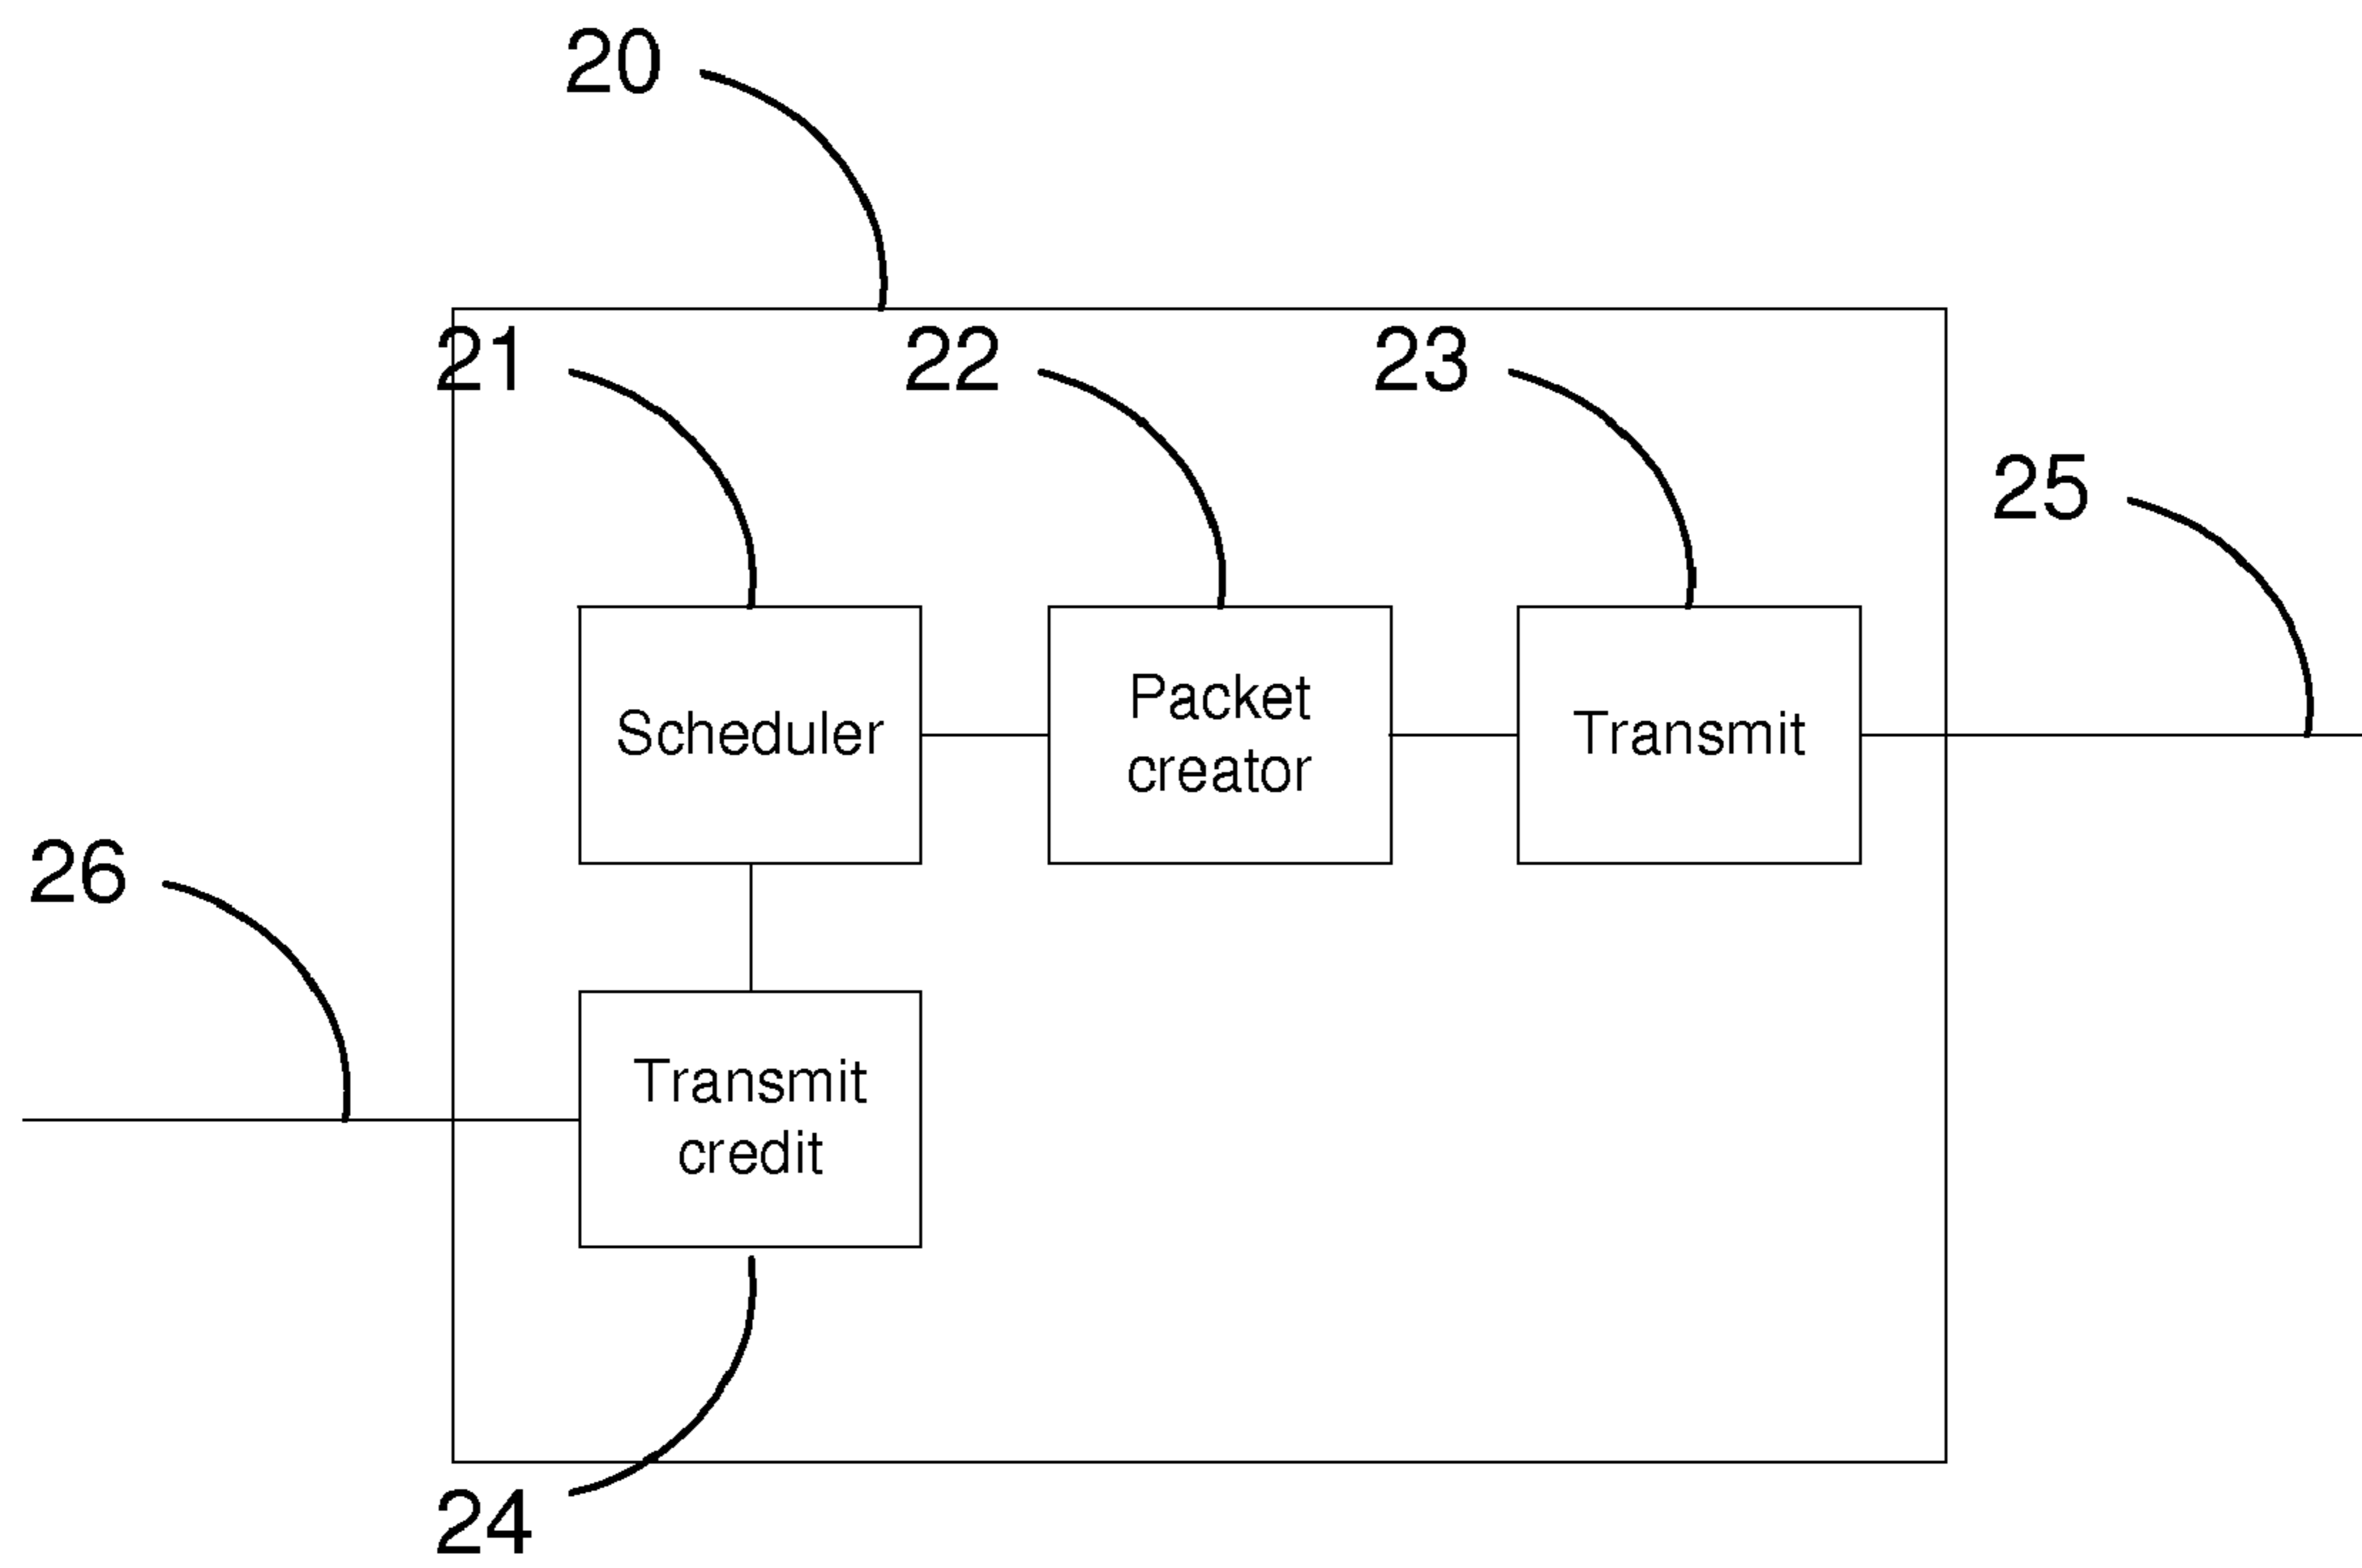 20
21
22
23
25
Scheduler
Packet
creator
Transmit
26
Transmit
credit
24